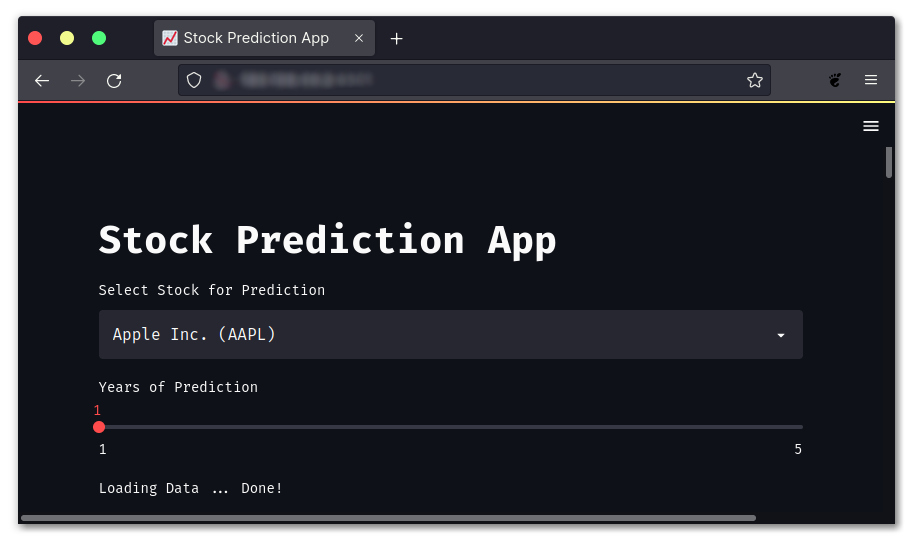 Stock Prediction App
Stock Prediction App
Select Stock for Prediction
Apple Inc. (AAPL)
Years of Prediction
1
1 5
Loading Data ... Done!